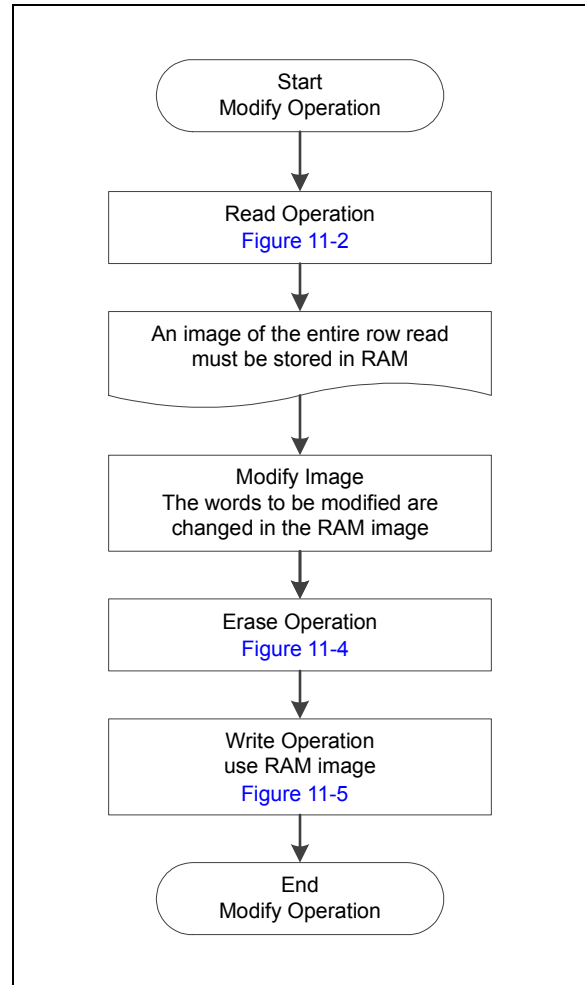 Start
Modify Operation
Read Operation
Figure 11-2
An image of the entire row read
must be stored in RAM
Modify Image
The words to be modified are
changed in the RAM image
Erase Operation
Figure 11-4
Write Operation
use RAM image
Figure 11-5
End
Modify Operation